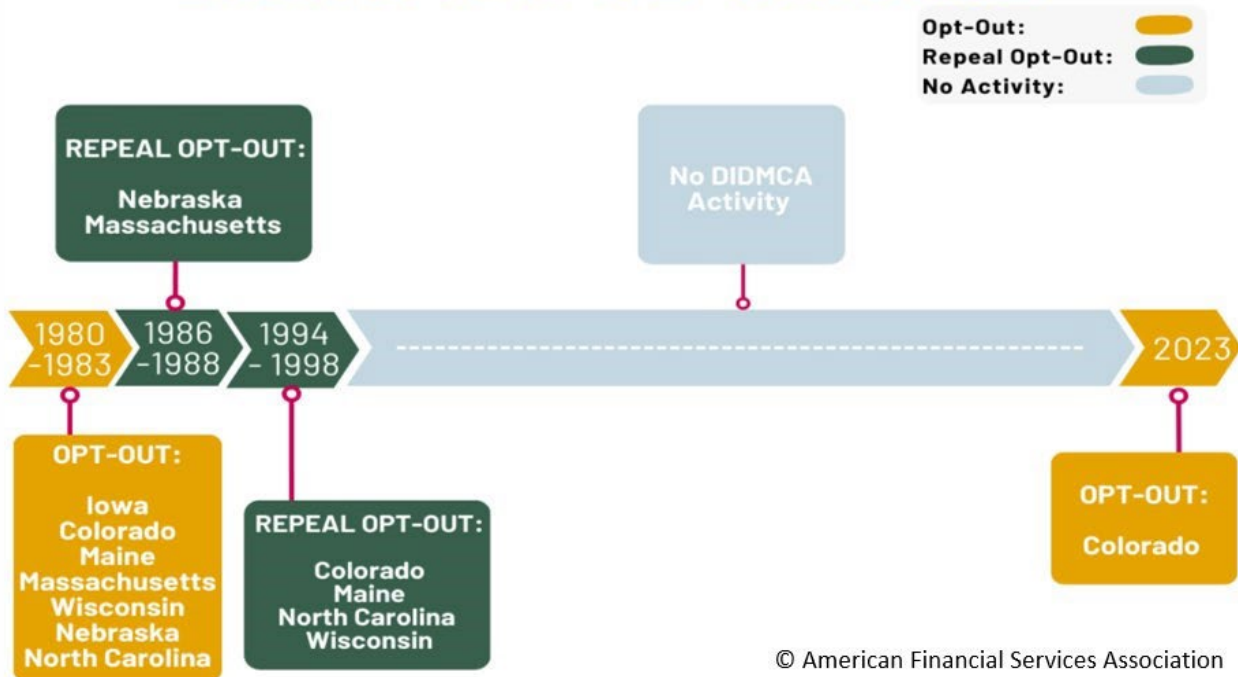 Opt-Out:
Repeal Opt-Out:
No Activity:
REPEAL OPT-OUT:
Nebraska
Massachusetts
No DIDMCA
Activity
1980
-1983
1986
-1988
1994
- 1998
2023
OPT-OUT:
Iowa
Colorado
Maine
Massachusetts
Wisconsin
Nebraska
North Carolina
REPEAL OPT-OUT:
Colorado
Maine
North Carolina
Wisconsin
OPT-OUT:
Colorado
© American Financial Services Association